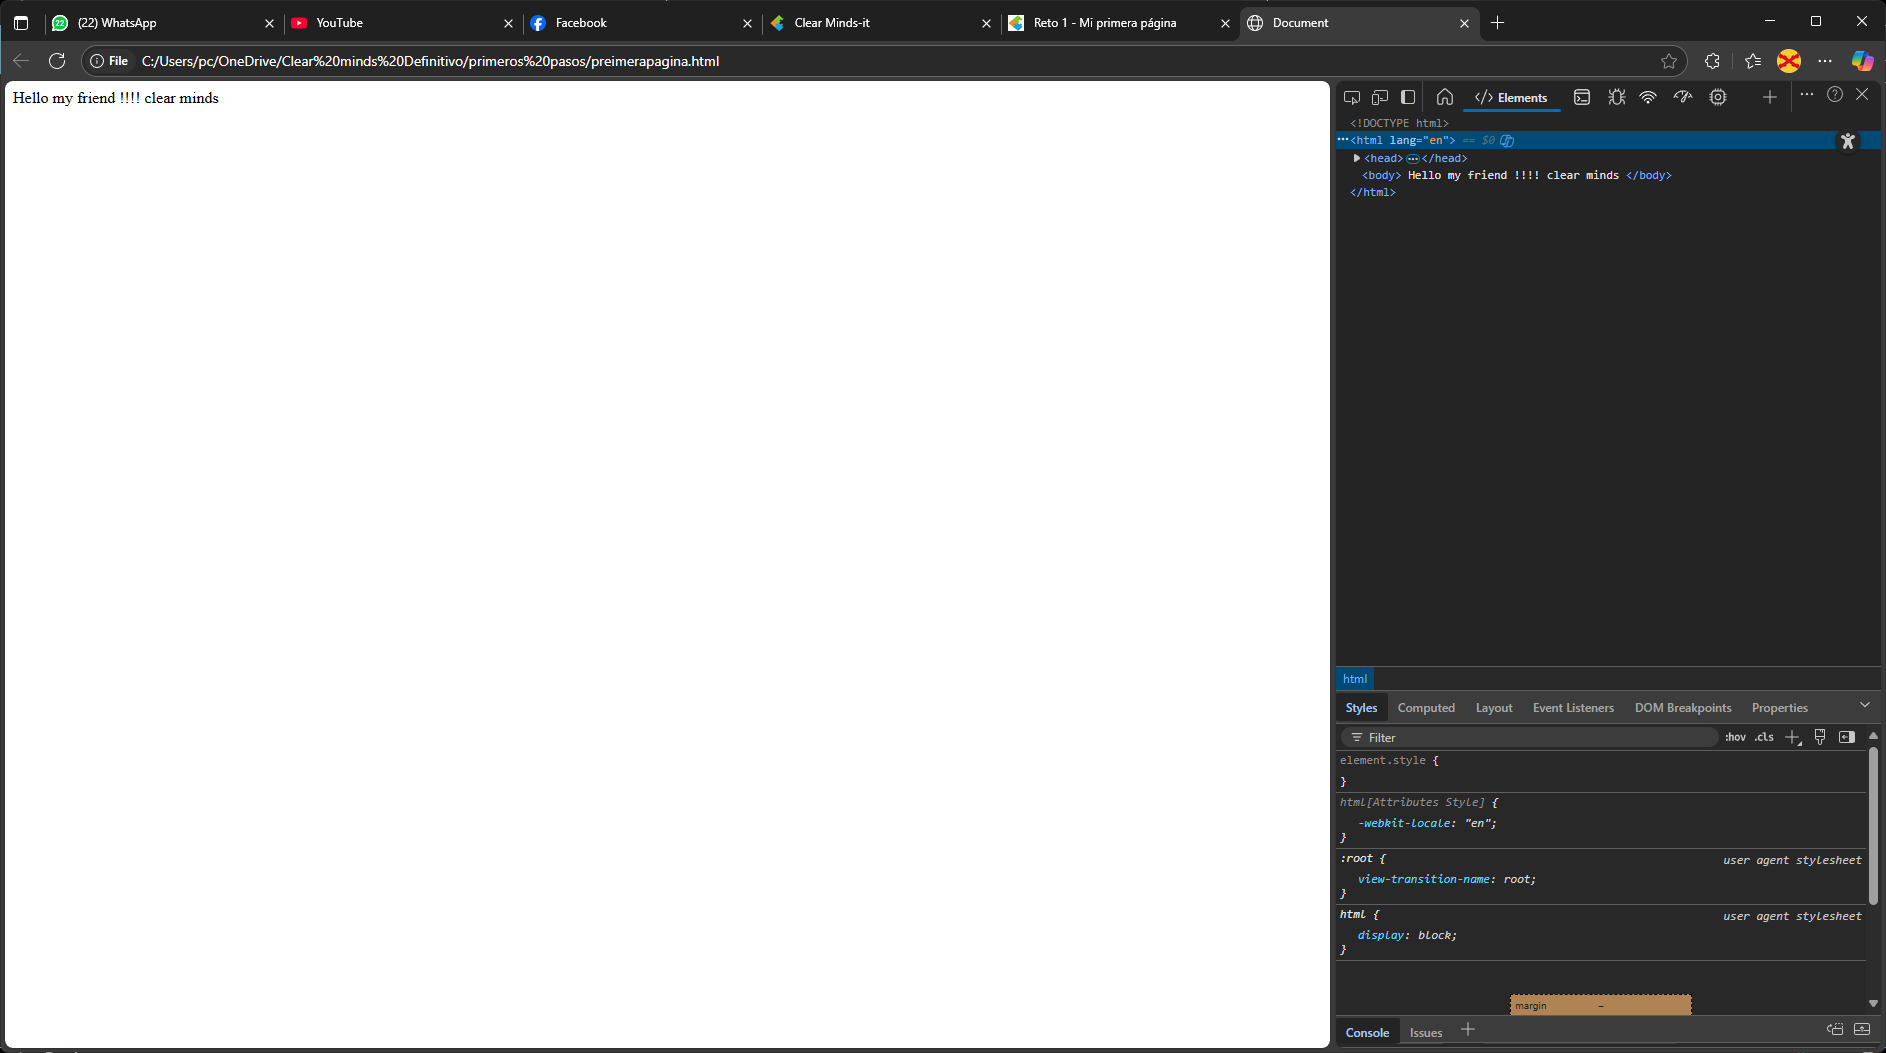 (22) WhatsApp
YouTube
Facebook
Clear Minds-it
Reto 1 - Mi primera página
Document
File C:/Users/pc/OneDrive/Clear%20minds%20Definitivo/primeros%20pasos/preimerapagina.html
Hello my friend !!!! clear minds
</> Elements
<!DOCTYPE html>
···<html lang="en"> == $0
<head>···</head>
<body> Hello my friend !!!! clear minds </body>
</html>
html
Styles Computed Layout Event Listeners DOM Breakpoints Properties
Filter :hov .cls
element.style {
}
html[Attributes Style] {
-webkit-locale: "en";
}
:root { user agent stylesheet
view-transition-name: root;
}
html { user agent stylesheet
display: block;
}
margin –
Console Issues